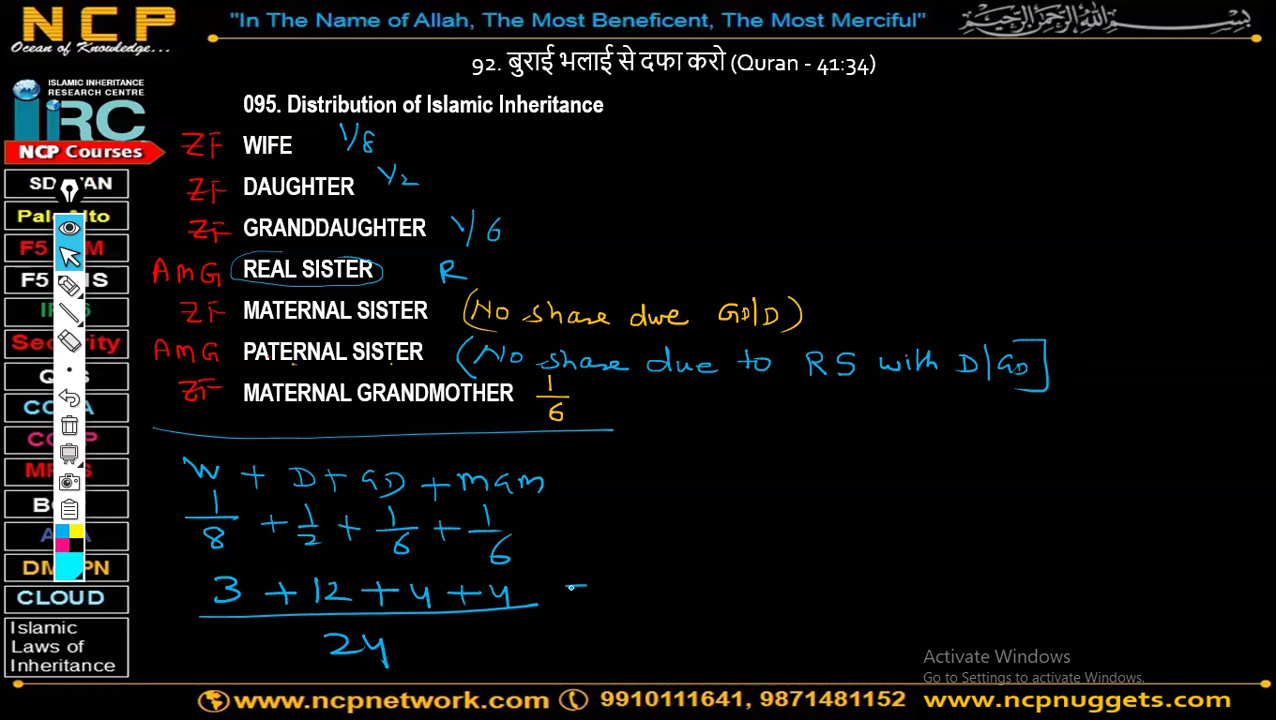 NCP
Ocean of Knowledge...
"In The Name of Allah, The Most Beneficent, The Most Merciful"
بسم الله الرحمن الرحيم
92. बुराई भलाई से दफा करो (Quran - 41:34)
ISLAMIC INHERITANCE
RESEARCH CENTRE
IRC
NCP Courses
095. Distribution of Islamic Inheritance
ZF WIFE 1/8
ZF DAUGHTER 1/2
ZF GRANDDAUGHTER 1/6
AMG REAL SISTER R
ZF MATERNAL SISTER (No share due GD|D)
AMG PATERNAL SISTER (No share due to RS with D|GD]
ZF MATERNAL GRANDMOTHER 1/6
W + D + GD + MGM
1/8 + 1/2 + 1/6 + 1/6
3 + 12 + 4 + 4 =
24
Security
CLOUD
Islamic
Laws of
Inheritance
Activate Windows
Go to Settings to activate Windows.
www.ncpnetwork.com
9910111641, 9871481152
www.ncpnuggets.com